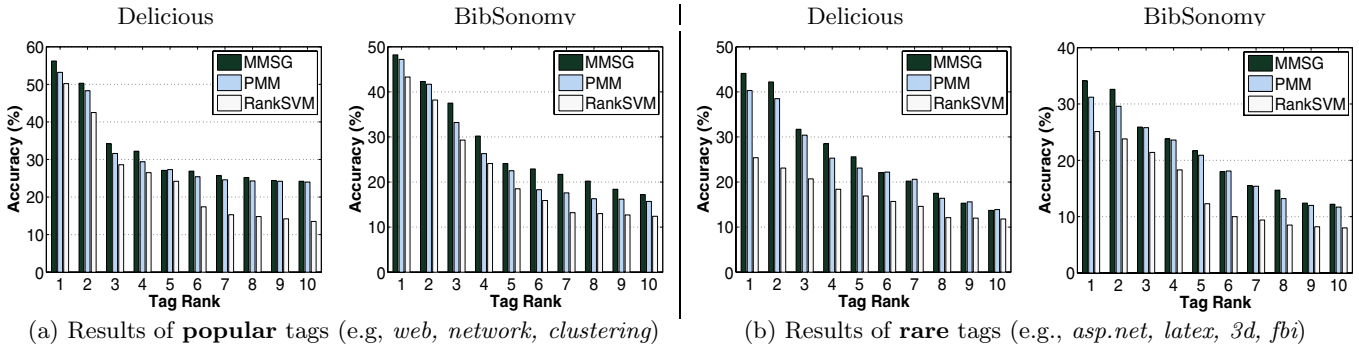 Delicious
BibSonomy
Delicious
BibSonomy
60
50
40
30
20
10
0
Accuracy (%)
MMSG
PMM
RankSVM
1 2 3 4 5 6 7 8 9 10
Tag Rank
50
40
30
20
10
0
Accuracy (%)
MMSG
PMM
RankSVM
1 2 3 4 5 6 7 8 9 10
Tag Rank
50
40
30
20
10
0
Accuracy (%)
MMSG
PMM
RankSVM
1 2 3 4 5 6 7 8 9 10
Tag Rank
40
30
20
10
0
Accuracy (%)
MMSG
PMM
RankSVM
1 2 3 4 5 6 7 8 9 10
Tag Rank
(a) Results of popular tags (e.g, web, network, clustering)
(b) Results of rare tags (e.g., asp.net, latex, 3d, fbi)